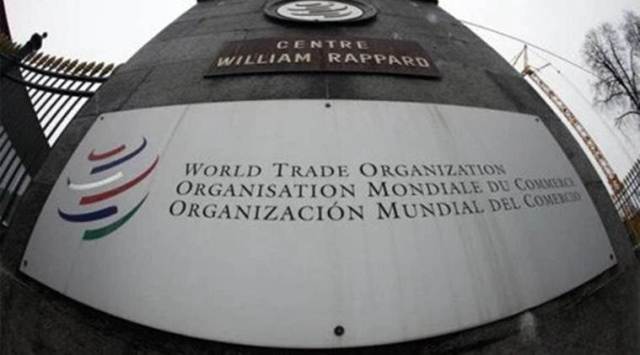 CENTRE
WILLIAM RAPPARD
WORLD TRADE ORGANIZATION
ORGANISATION MONDIALE DU COMMERCE
ORGANIZACIÓN MUNDIAL DEL COMERCIO